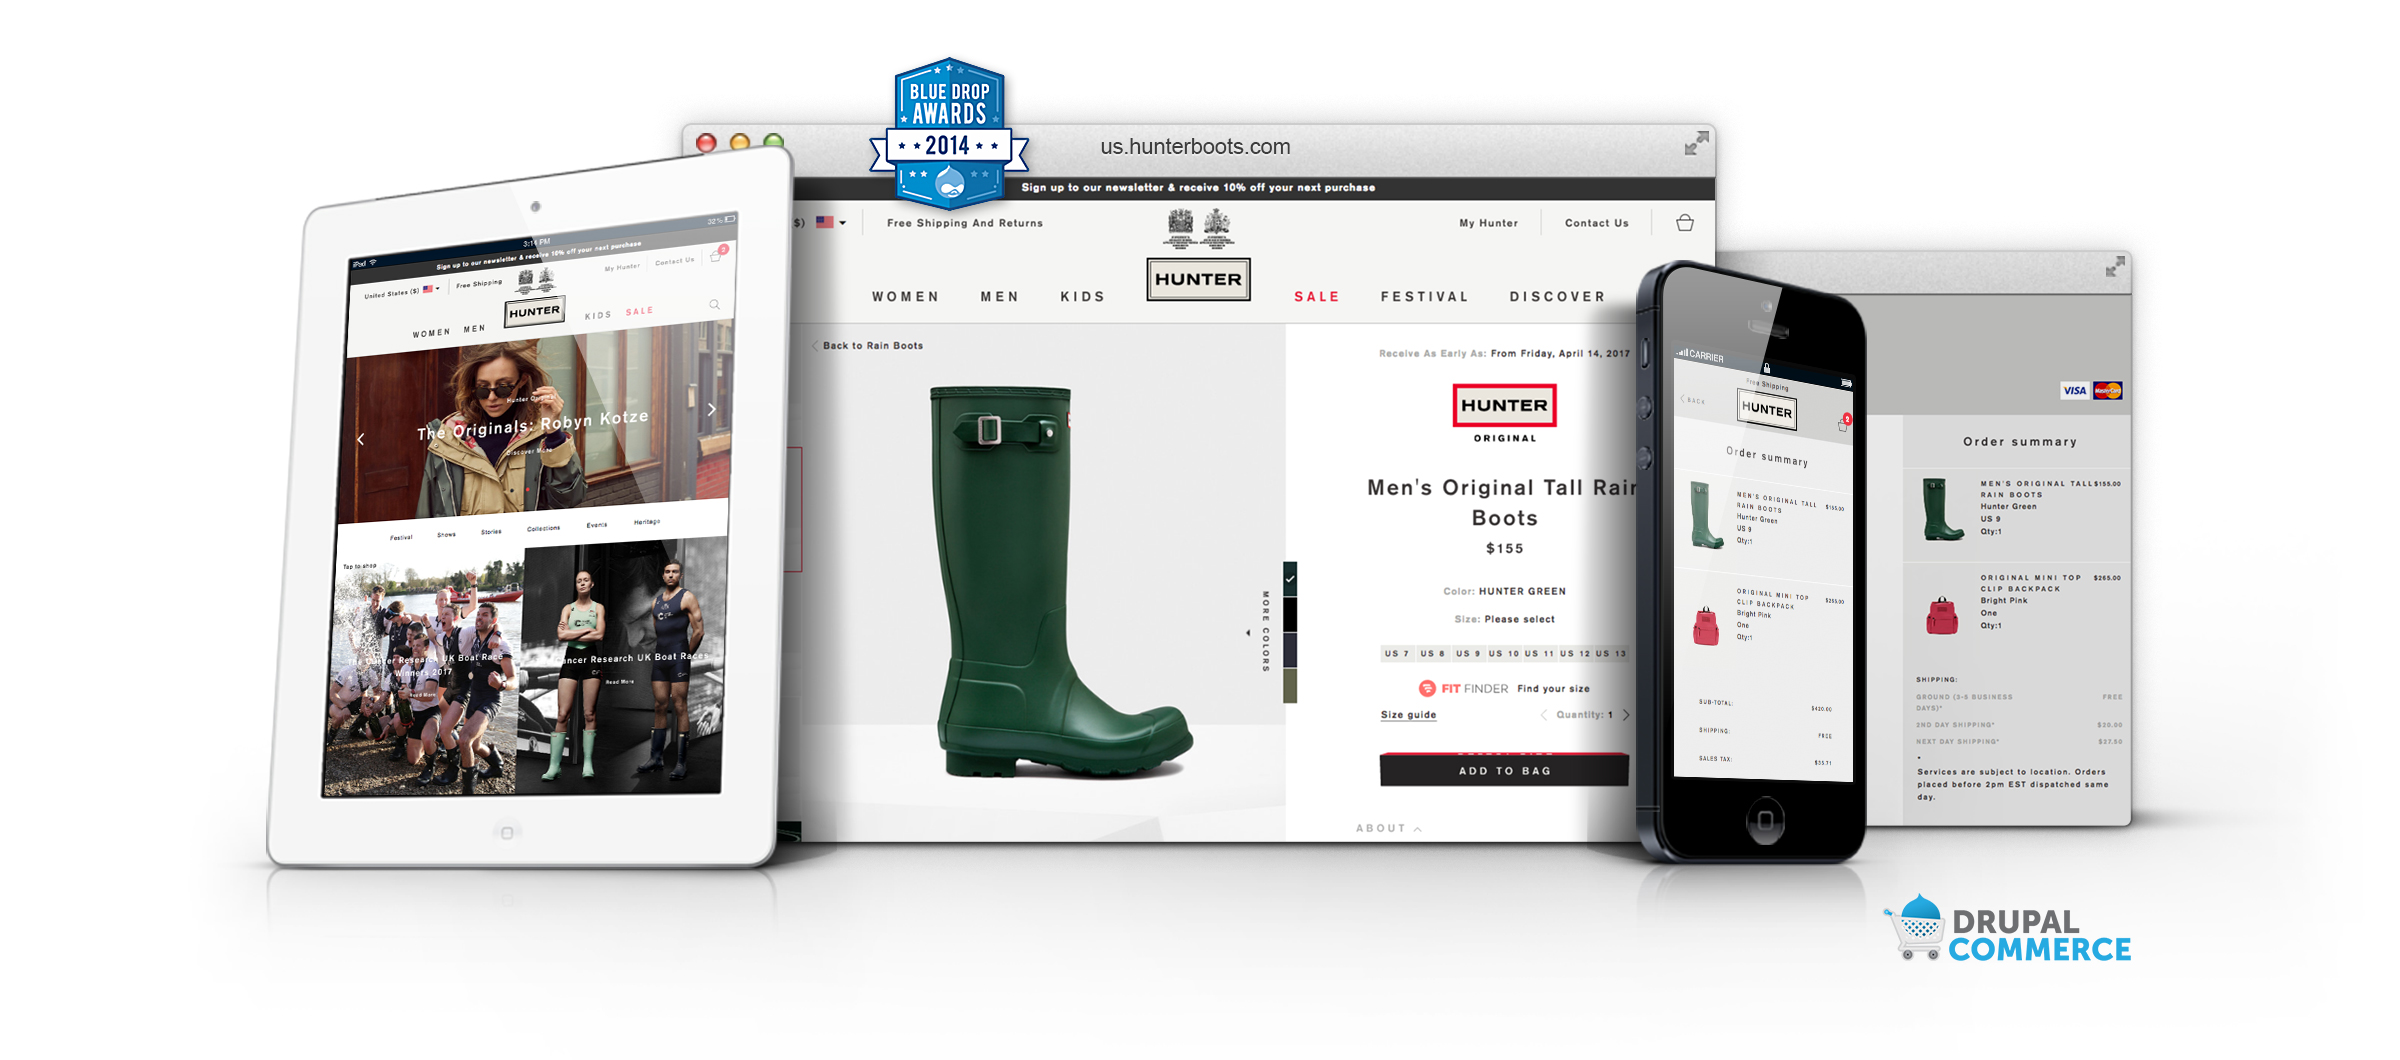 BLUE DROP
AWARDS
2014
us.hunterboots.com
Sign up to our newsletter & receive 10% off your next purchase
$)
Free Shipping And Returns
My Hunter
Contact Us
HUNTER
WOMEN
MEN
KIDS
SALE
FESTIVAL
DISCOVER
Back to Rain Boots
Receive As Early As: From Friday, April 14, 2017
HUNTER
ORIGINAL
Men's Original Tall Rain
Boots
$155
Color: HUNTER GREEN
Size: Please select
US 7 US 8 US 9 US 10 US 11 US 12 US 13
FIT FINDER Find your size
Size guide
Quantity: 1
ADD TO BAG
ABOUT
MORE COLORS
iPad
3:14 PM
32%
Sign up to our newsletter & receive 10% off your next purchase
United States ($)
Free Shipping
My Hunter
Contact Us
2
HUNTER
WOMEN
MEN
KIDS
SALE
Hunter
The Originals: Robyn Kotze
Discover More
Festival
Shows
Stories
Collections
Events
Heritage
Tap to shop
The Cancer Research UK Boat Race
Winners 2017
Read More
Cancer Research UK Boat Races
Read More
CARRIER
Free Shipping
BACK
HUNTER
2
Order summary
MEN'S ORIGINAL TALL
RAIN BOOTS
$155.00
Hunter Green
US 9
Qty:1
ORIGINAL MINI TOP
CLIP BACKPACK
$265.00
Bright Pink
One
Qty:1
SUB-TOTAL:
$420.00
SHIPPING:
FREE
SALES TAX:
VISA
MasterCard
Order summary
MEN'S ORIGINAL TALL $155.00
RAIN BOOTS
Hunter Green
US 9
Qty:1
ORIGINAL MINI TOP $265.00
CLIP BACKPACK
Bright Pink
One
Qty:1
SHIPPING:
GROUND (3-5 BUSINESS FREE
DAYS)*
2ND DAY SHIPPING* $20.00
NEXT DAY SHIPPING* $27.50
*
Services are subject to location. Orders
placed before 2pm EST dispatched same
day.
DRUPAL
COMMERCE